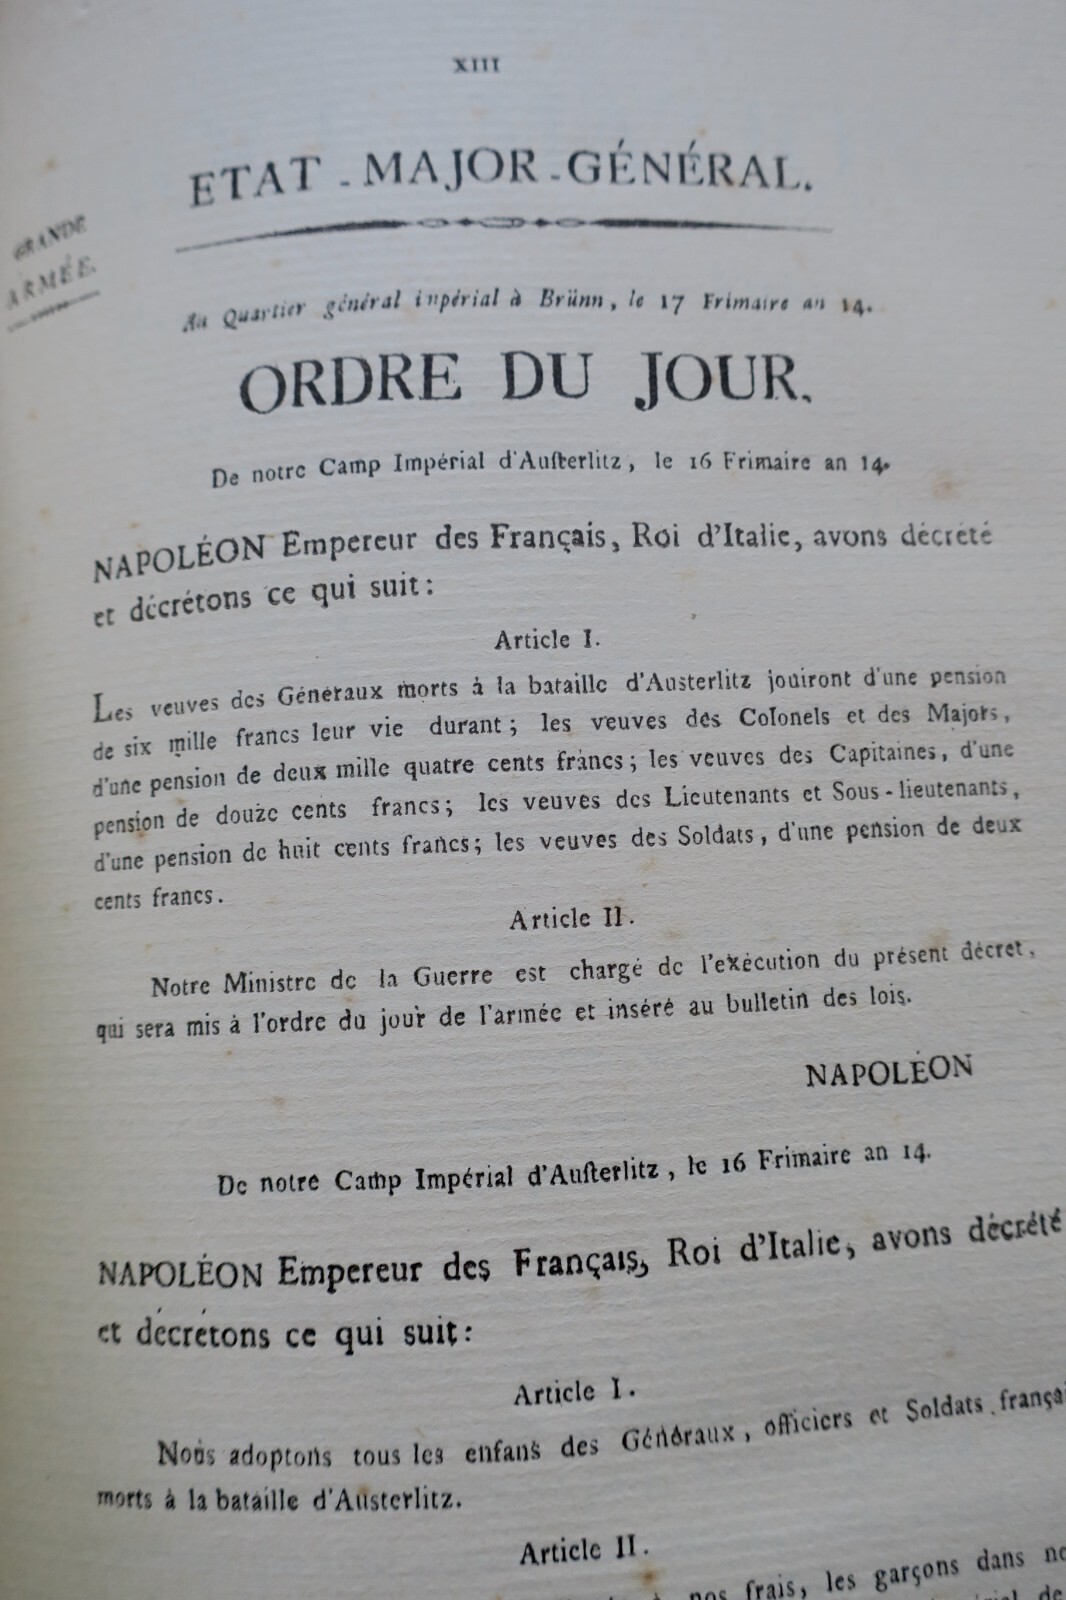 XIII
ETAT-MAJOR-GÉNÉRAL.
GRANDE
ARMÉE.
Au Quartier général inpérial à Brünn, le 17 Frimaire an 14.
ORDRE DU JOUR.
De notre Camp Impérial d'Auſterlitz, le 16 Frimaire an 14.
NAPOLÉON Empereur des Français, Roi d'Italie, avons décrété
et décrétons ce qui suit:
Article I.
Les veuves des Généraux morts à la bataille d'Austerlitz jouiront d'une pension
de six mille francs leur vie durant; les veuves des Colonels et des Majors,
d'une pension de deux mille quatre cents francs; les veuves des Capitaines, d'une
pension de douze cents francs; les veuves des Lieutenants et Sous-lieutenants,
d'une pension de huit cents francs; les veuves des Soldats, d'une pension de deux
cents francs.
Article II.
Notre Ministre de la Guerre est chargé de l'exécution du présent décret,
qui sera mis à l'ordre du jour de l'armée et inséré au bulletin des lois.
NAPOLÉON
De notre Camp Impérial d'Auſterlitz, le 16 Frimaire an 14.
NAPOLÉON Empereur des Français, Roi d'Italie, avons décrété
et décrétons ce qui suit:
Article I.
Nous adoptons tous les enfans des Généraux, officiers et Soldats françai
morts à la bataille d'Austerlitz.
Article II.
à nos frais, les garçons dans no
de